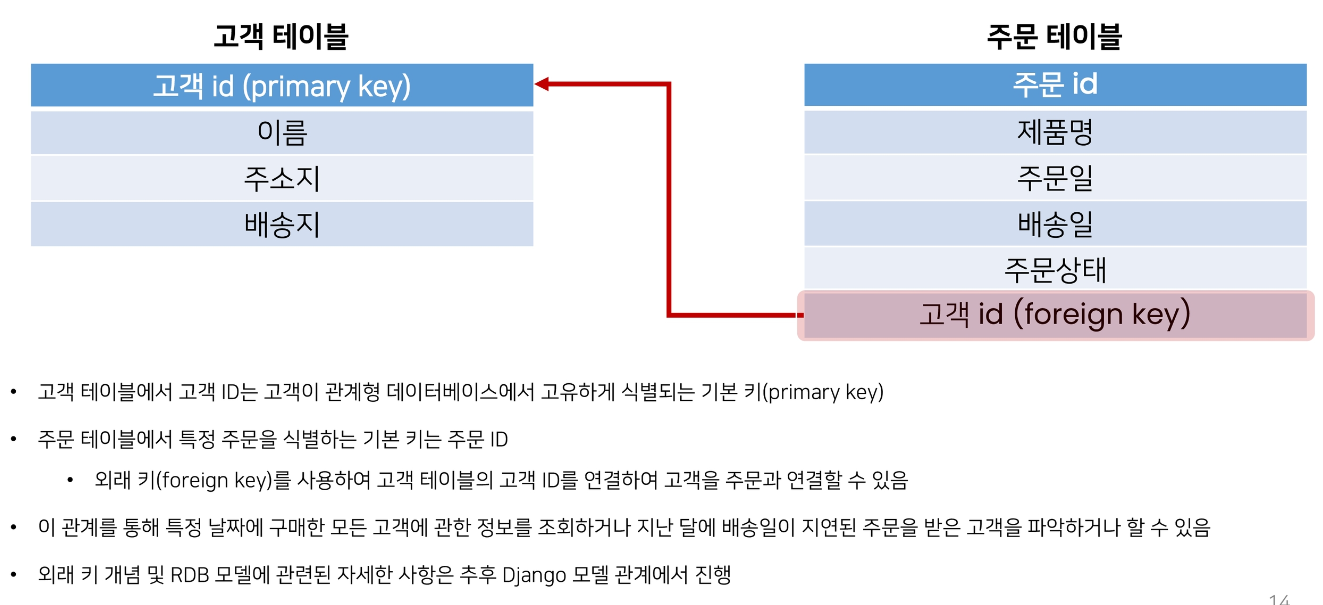 고객 테이블
고객 id (primary key)
이름
주소지
배송지
주문 테이블
주문 id
제품명
주문일
배송일
주문상태
고객 id (foreign key)
• 고객 테이블에서 고객 ID는 고객이 관계형 데이터베이스에서 고유하게 식별되는 기본 키(primary key)
• 주문 테이블에서 특정 주문을 식별하는 기본 키는 주문 ID
• 외래 키(foreign key)를 사용하여 고객 테이블의 고객 ID를 연결하여 고객을 주문과 연결할 수 있음
• 이 관계를 통해 특정 날짜에 구매한 모든 고객에 관한 정보를 조회하거나 지난 달에 배송일이 지연된 주문을 받은 고객을 파악하거나 할 수 있음
• 외래 키 개념 및 RDB 모델에 관련된 자세한 사항은 추후 Django 모델 관계에서 진행
14